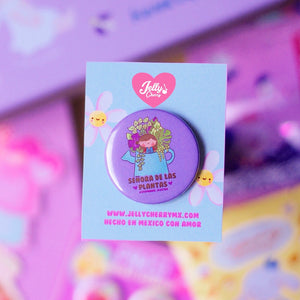 Jelly
Cherry
SEÑORA DE LAS
PLANTAS
WWW.JELLYCHERRYMX.COM
HECHO EN MEXICO CON AMOR